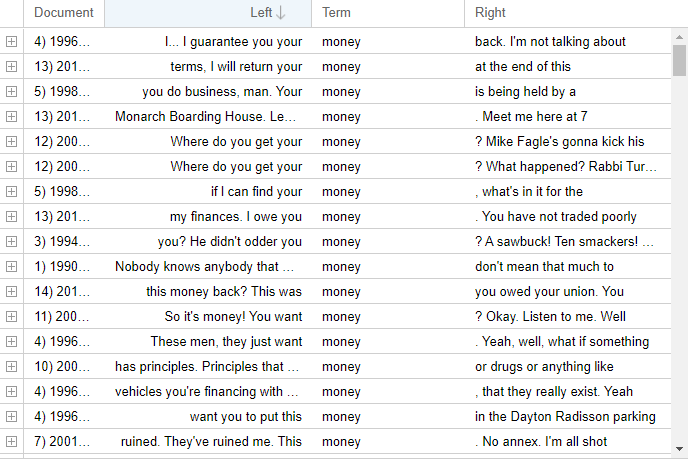 Document Left Term Right
4) 1996… I... I guarantee you your money back. I'm not talking about
13) 201… terms, I will return your money at the end of this
5) 1998… you do business, man. Your money is being held by a
13) 201… Monarch Boarding House. Le… money . Meet me here at 7
12) 200… Where do you get your money ? Mike Fagle's gonna kick his
12) 200… Where do you get your money ? What happened? Rabbi Tur…
5) 1998… if I can find your money , what's in it for the
13) 201… my finances. I owe you money . You have not traded poorly
3) 1994… you? He didn't odder you money ? A sawbuck! Ten smackers! …
1) 1990… Nobody knows anybody that … money don't mean that much to
14) 201… this money back? This was money you owed your union. You
11) 200… So it's money! You want money ? Okay. Listen to me. Well
4) 1996… These men, they just want money . Yeah, well, what if something
10) 200… has principles. Principles that … money or drugs or anything like
4) 1996… vehicles you're financing with … money , that they really exist. Yeah
4) 1996… want you to put this money in the Dayton Radisson parking
7) 2001… ruined. They've ruined me. This money . No annex. I'm all shot